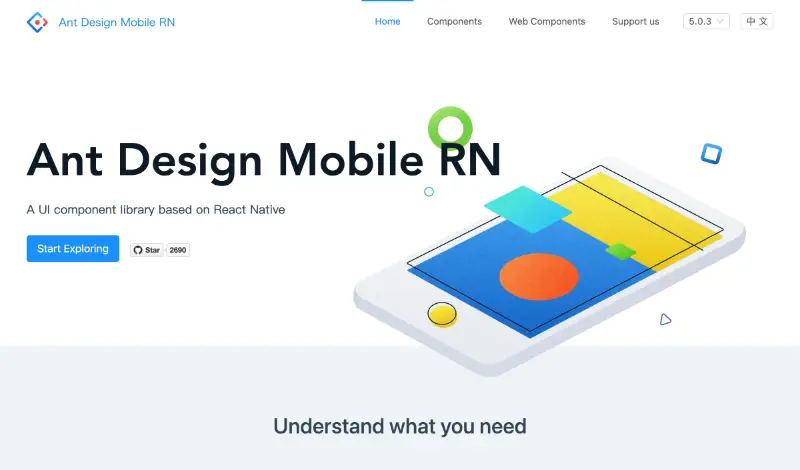 Ant Design Mobile RN
Home
Components
Web Components
Support us
5.0.3
中 文
Ant Design Mobile RN
A UI component library based on React Native
Start Exploring
Star
2690
Understand what you need